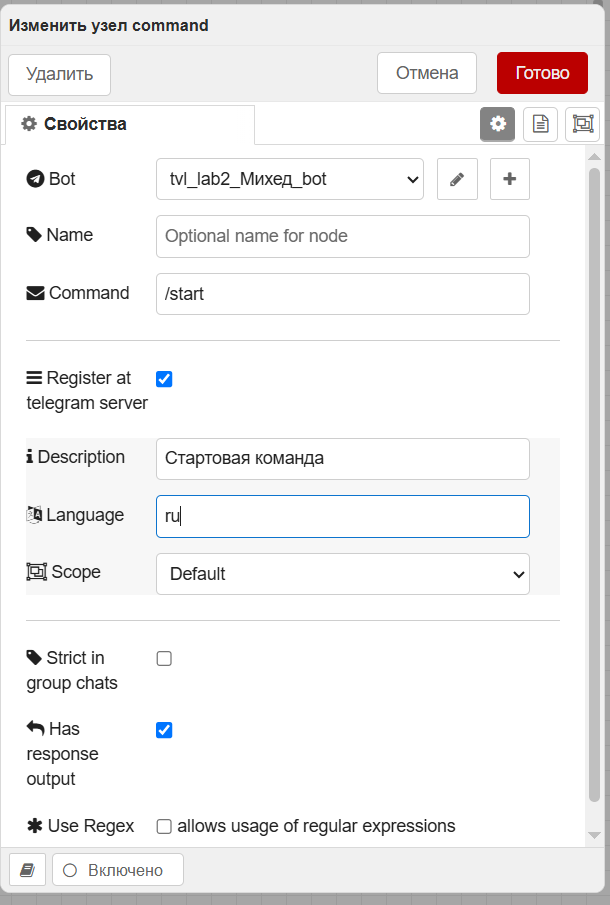 Изменить узел command
Удалить
Отмена
Готово
Свойства
Bot
tvl_lab2_Михед_bot
Name
Optional name for node
Command
/start
Register at
telegram server
Description
Стартовая команда
Language
ru
Scope
Default
Strict in
group chats
Has
response
output
Use Regex
allows usage of regular expressions
Включено